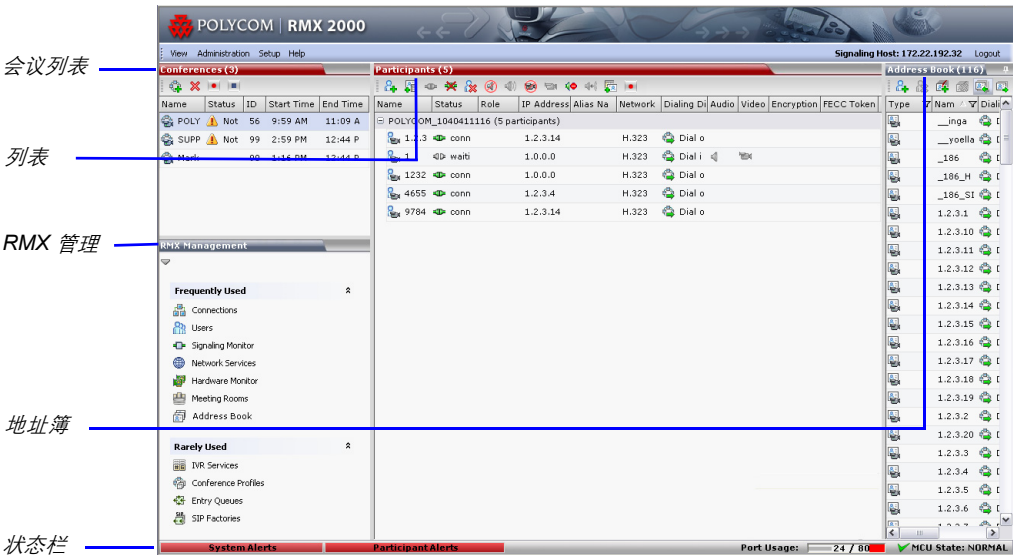 POLYCOM | RMX 2000
View Administration Setup Help
Signaling Host: 172.22.192.32 Logout
会议列表
Conferences (3)
Participants (5)
Address Book (116)
Name Status ID Start Time End Time
Name Status Role IP Address Alias Na Network Dialing Di Audio Video Encryption FECC Token
Type Nam Diali
POLY Not 56 9:59 AM 11:09 A
SUPP Not 99 2:59 PM 12:44 P
Mark 99 1:16 PM 12:44 P
POLYCOM_1040411116 (5 participants)
1.2.3 conn 1.2.3.14 H.323 Dial o
1 waiti 1.0.0.0 H.323 Dial i
1232 conn 1.0.0.0 H.323 Dial o
4655 conn 1.2.3.4 H.323 Dial o
9784 conn 1.2.3.14 H.323 Dial o
__inga
__yoella
_186
_186_H
_186_SI
1.2.3.1
1.2.3.10
1.2.3.11
1.2.3.12
1.2.3.13
1.2.3.14
1.2.3.15
1.2.3.16
1.2.3.17
1.2.3.18
1.2.3.19
1.2.3.2
1.2.3.20
1.2.3.3
1.2.3.4
1.2.3.5
1.2.3.6
列表
RMX 管理
RMX Management
Frequently Used
Connections
Users
Signaling Monitor
Network Services
Hardware Monitor
Meeting Rooms
Address Book
地址簿
Rarely Used
IVR Services
Conference Profiles
Entry Queues
SIP Factories
状态栏
System Alerts
Participant Alerts
Port Usage: 24 / 80
MCU State: NORMAL